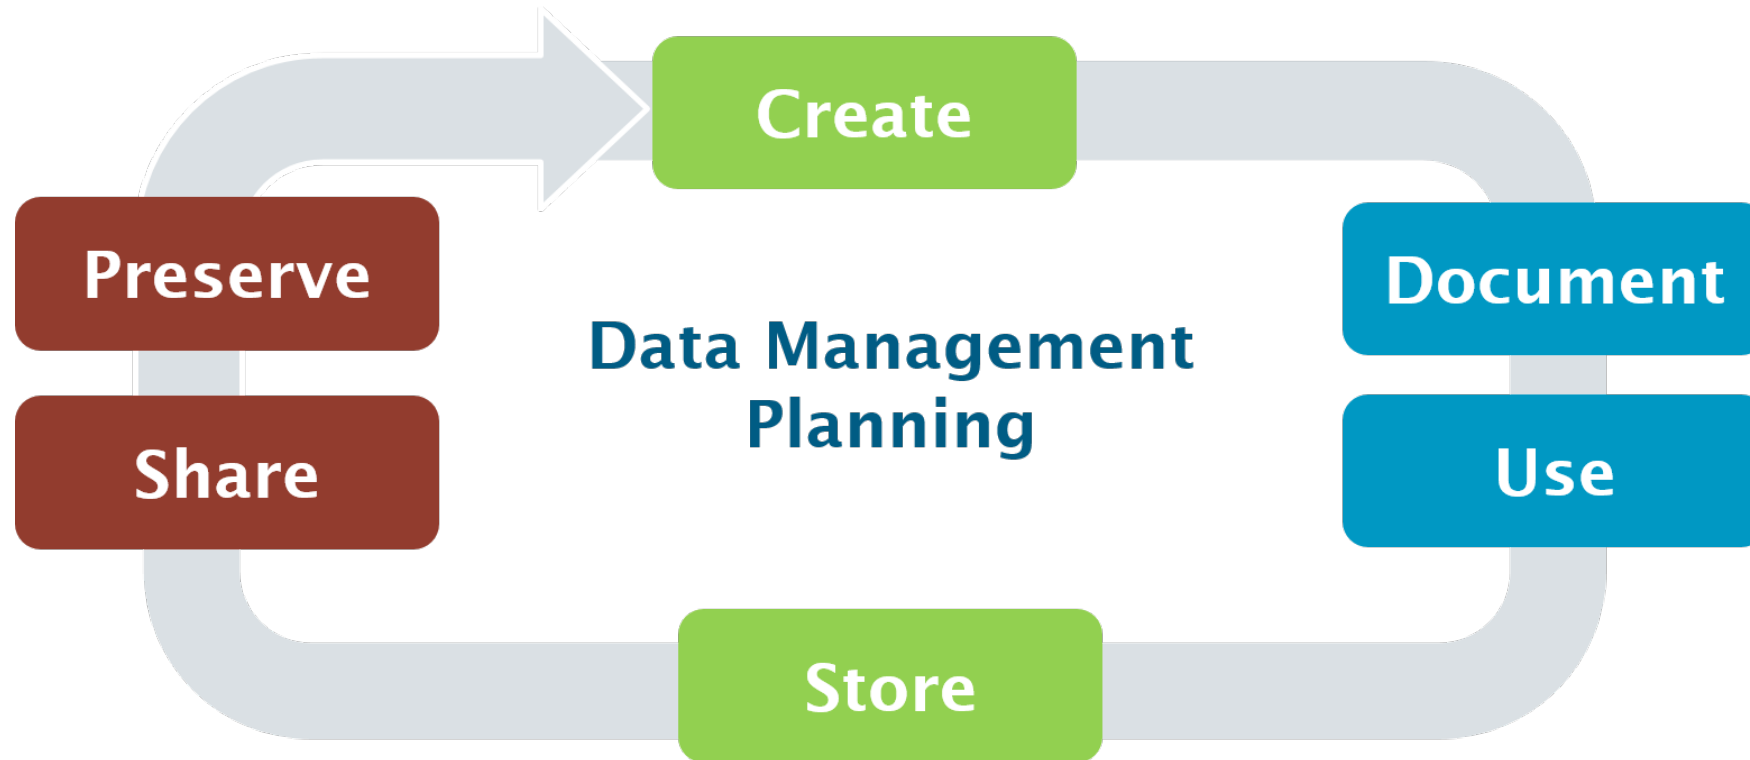 Create
Preserve
Document
Data Management
Planning
Share
Use
Store